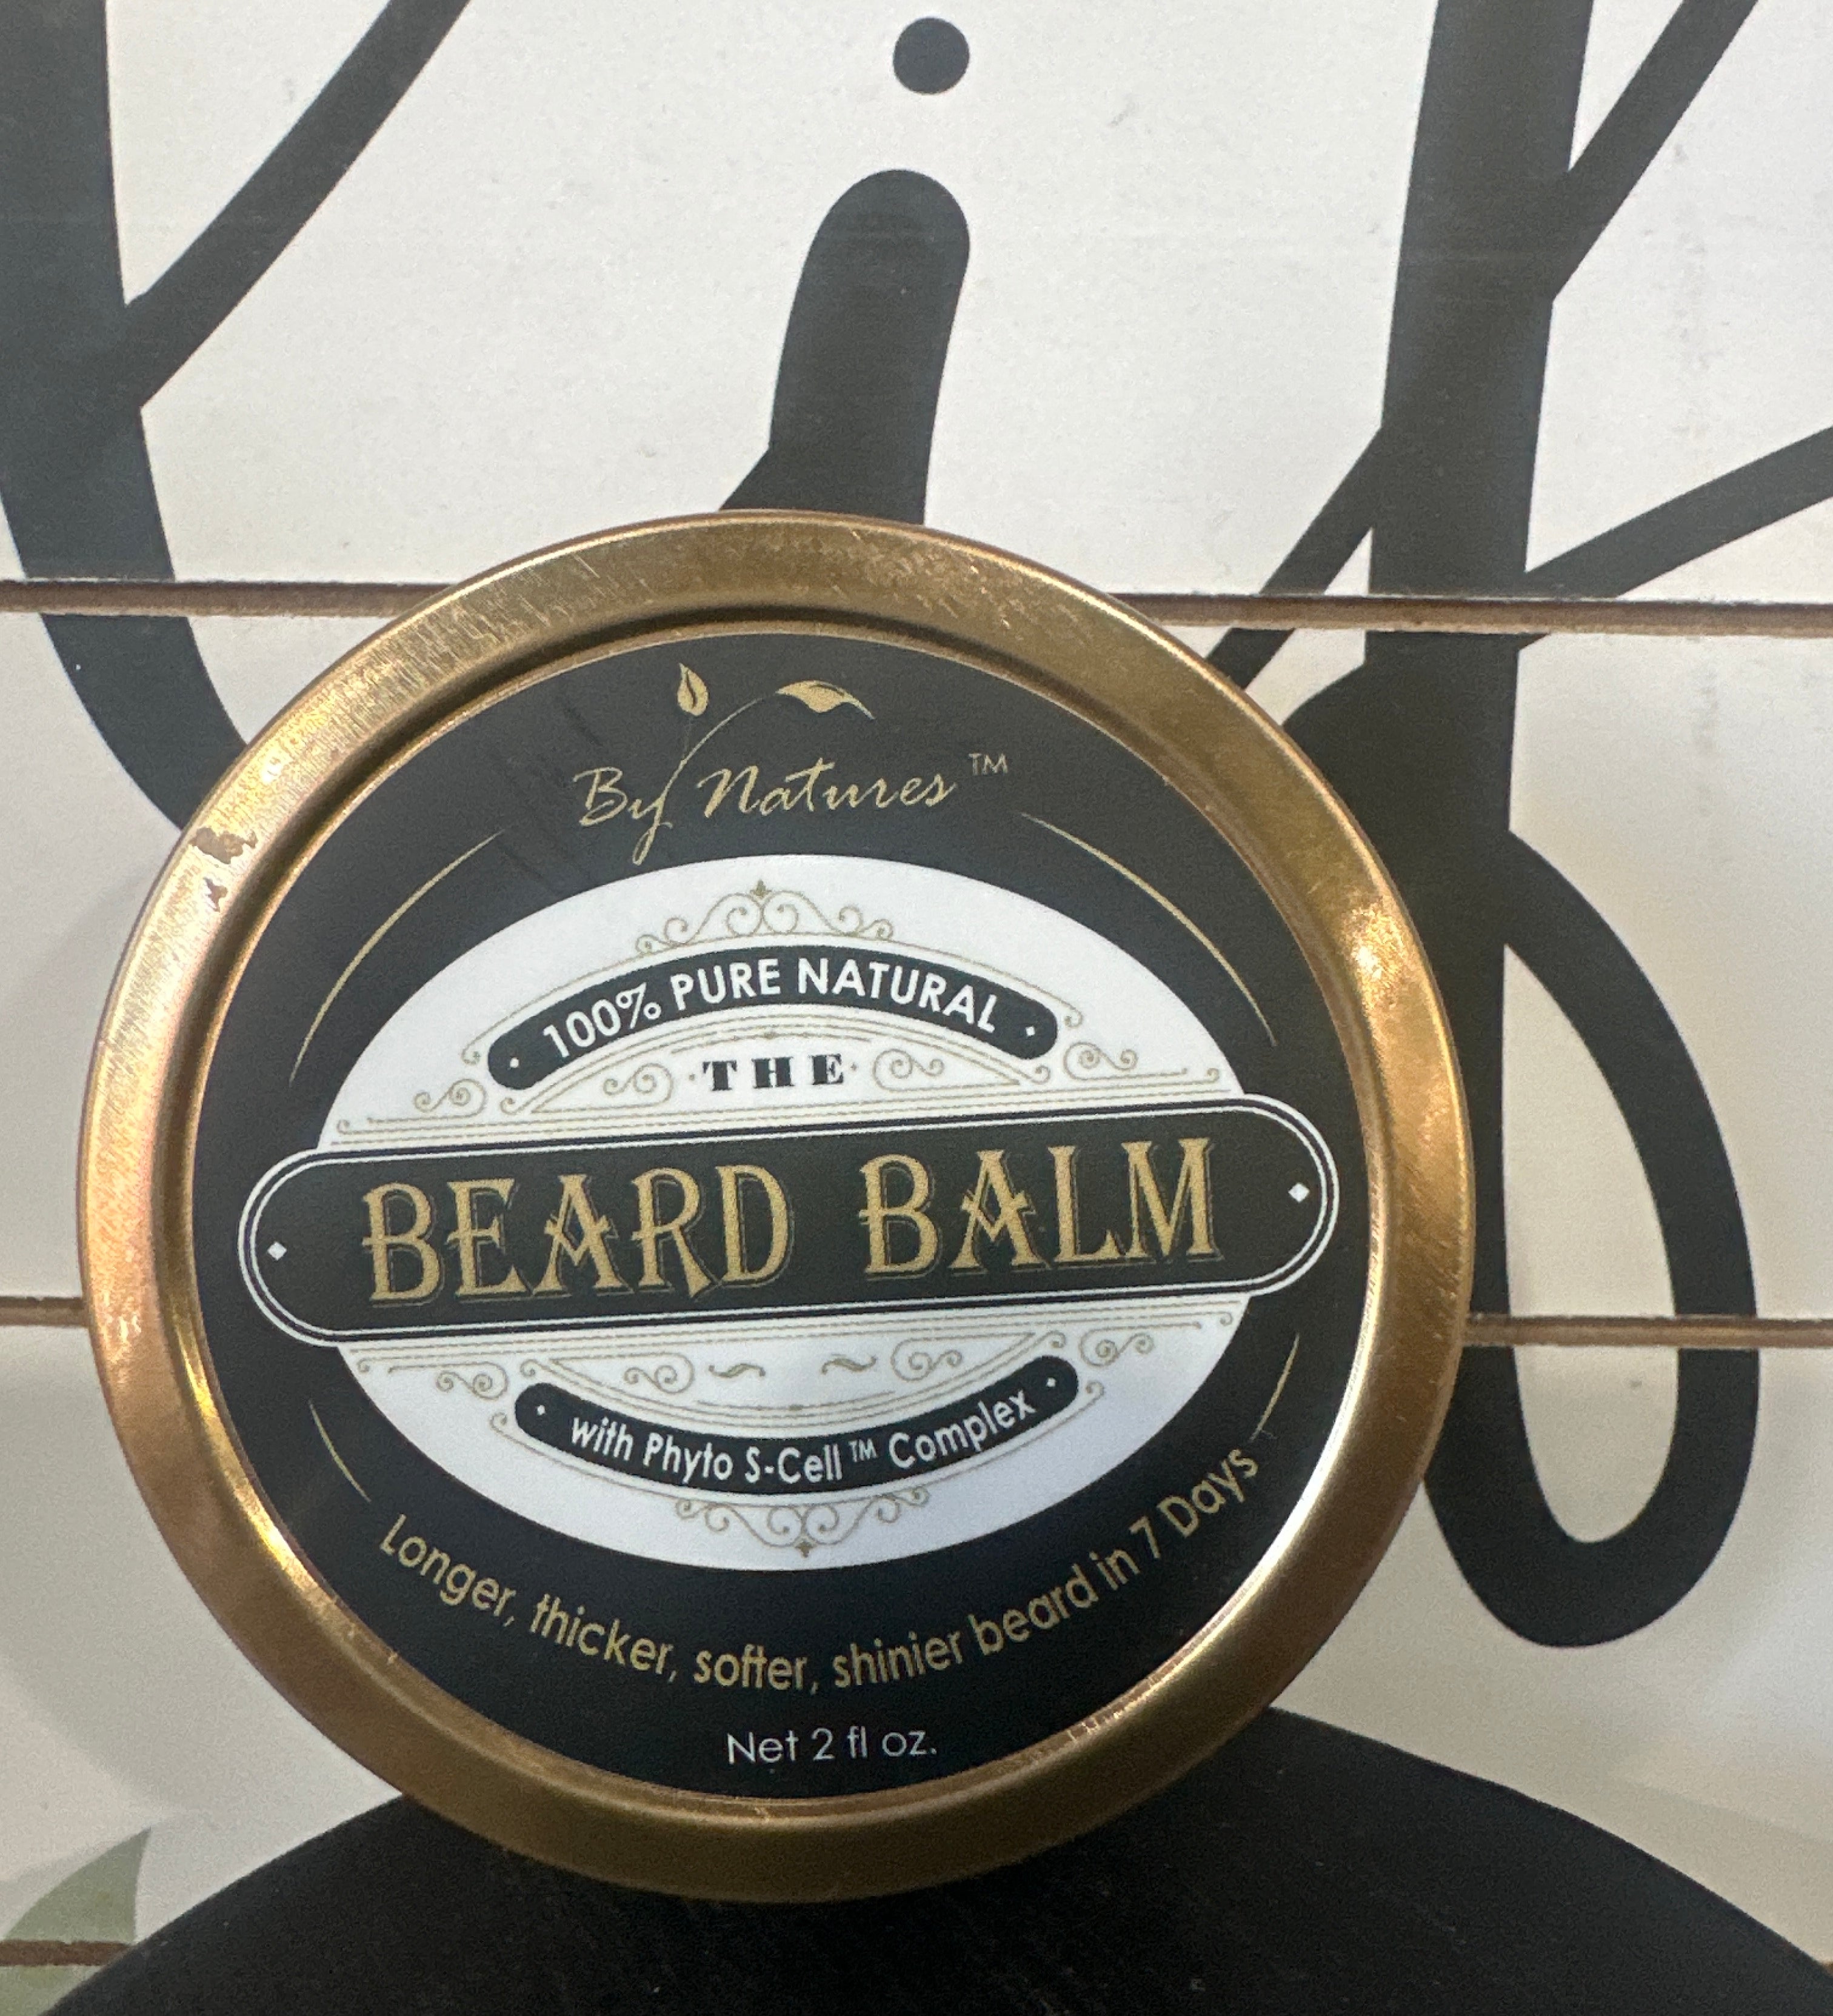 By Natures™
100% PURE NATURAL
THE
BEARD BALM
with Phyto S-Cell™ Complex
Longer, thicker, softer, shinier beard in 7 Days
Net 2 fl oz.